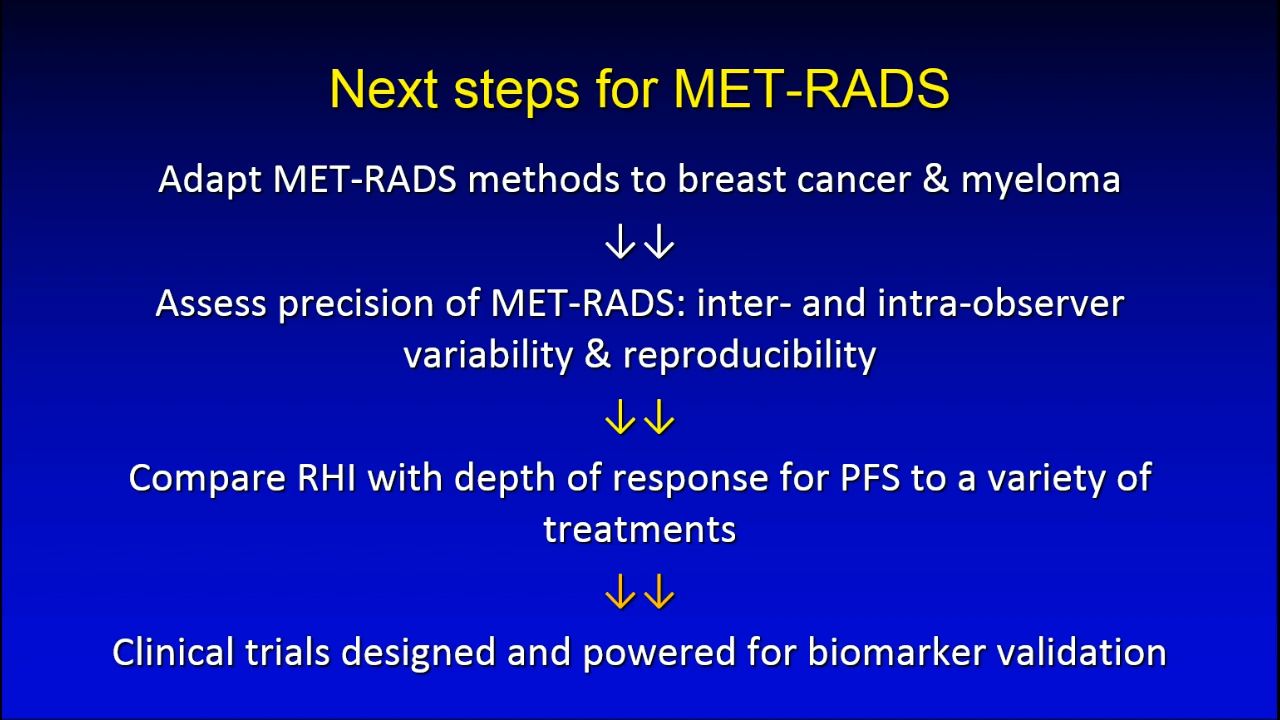 Next steps for MET-RADS
Adapt MET-RADS methods to breast cancer & myeloma
↓↓
Assess precision of MET-RADS: inter- and intra-observer
variability & reproducibility
↓↓
Compare RHI with depth of response for PFS to a variety of
treatments
↓↓
Clinical trials designed and powered for biomarker validation